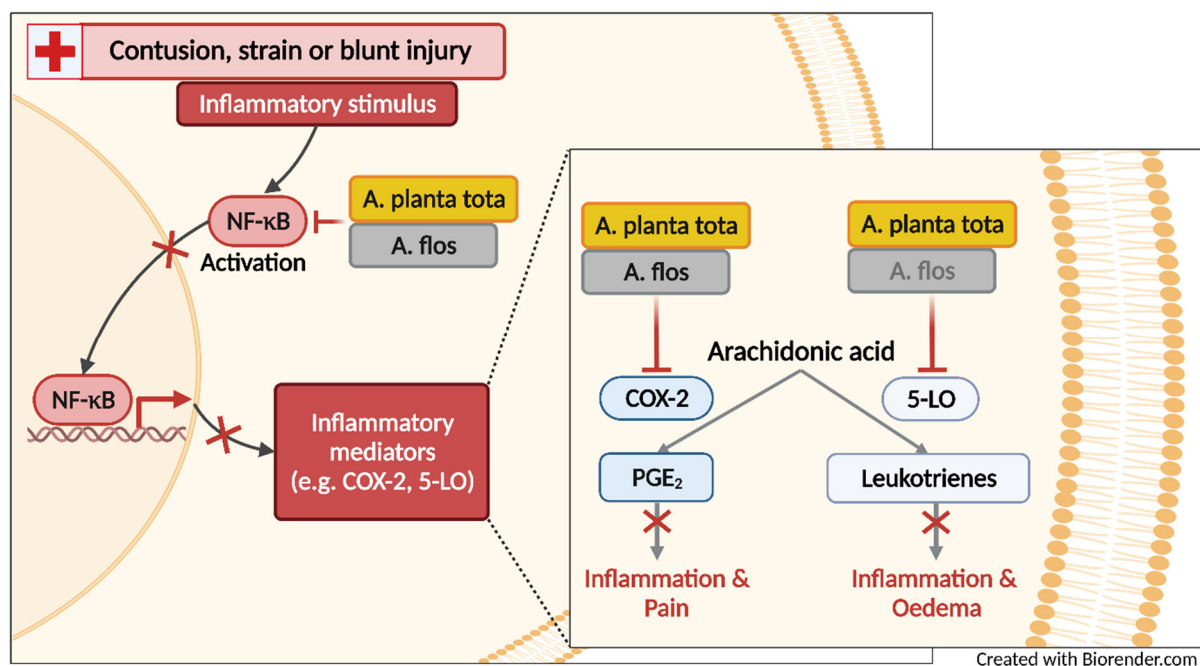 Contusion, strain or blunt injury
Inflammatory stimulus
NF-κB
Activation
A. planta tota
A. flos
NF-κB
Inflammatory
mediators
(e.g. COX-2, 5-LO)
A. planta tota
A. flos
A. planta tota
A. flos
Arachidonic acid
COX-2
5-LO
PGE₂
Leukotrienes
Inflammation &
Pain
Inflammation &
Oedema
Created with Biorender.com